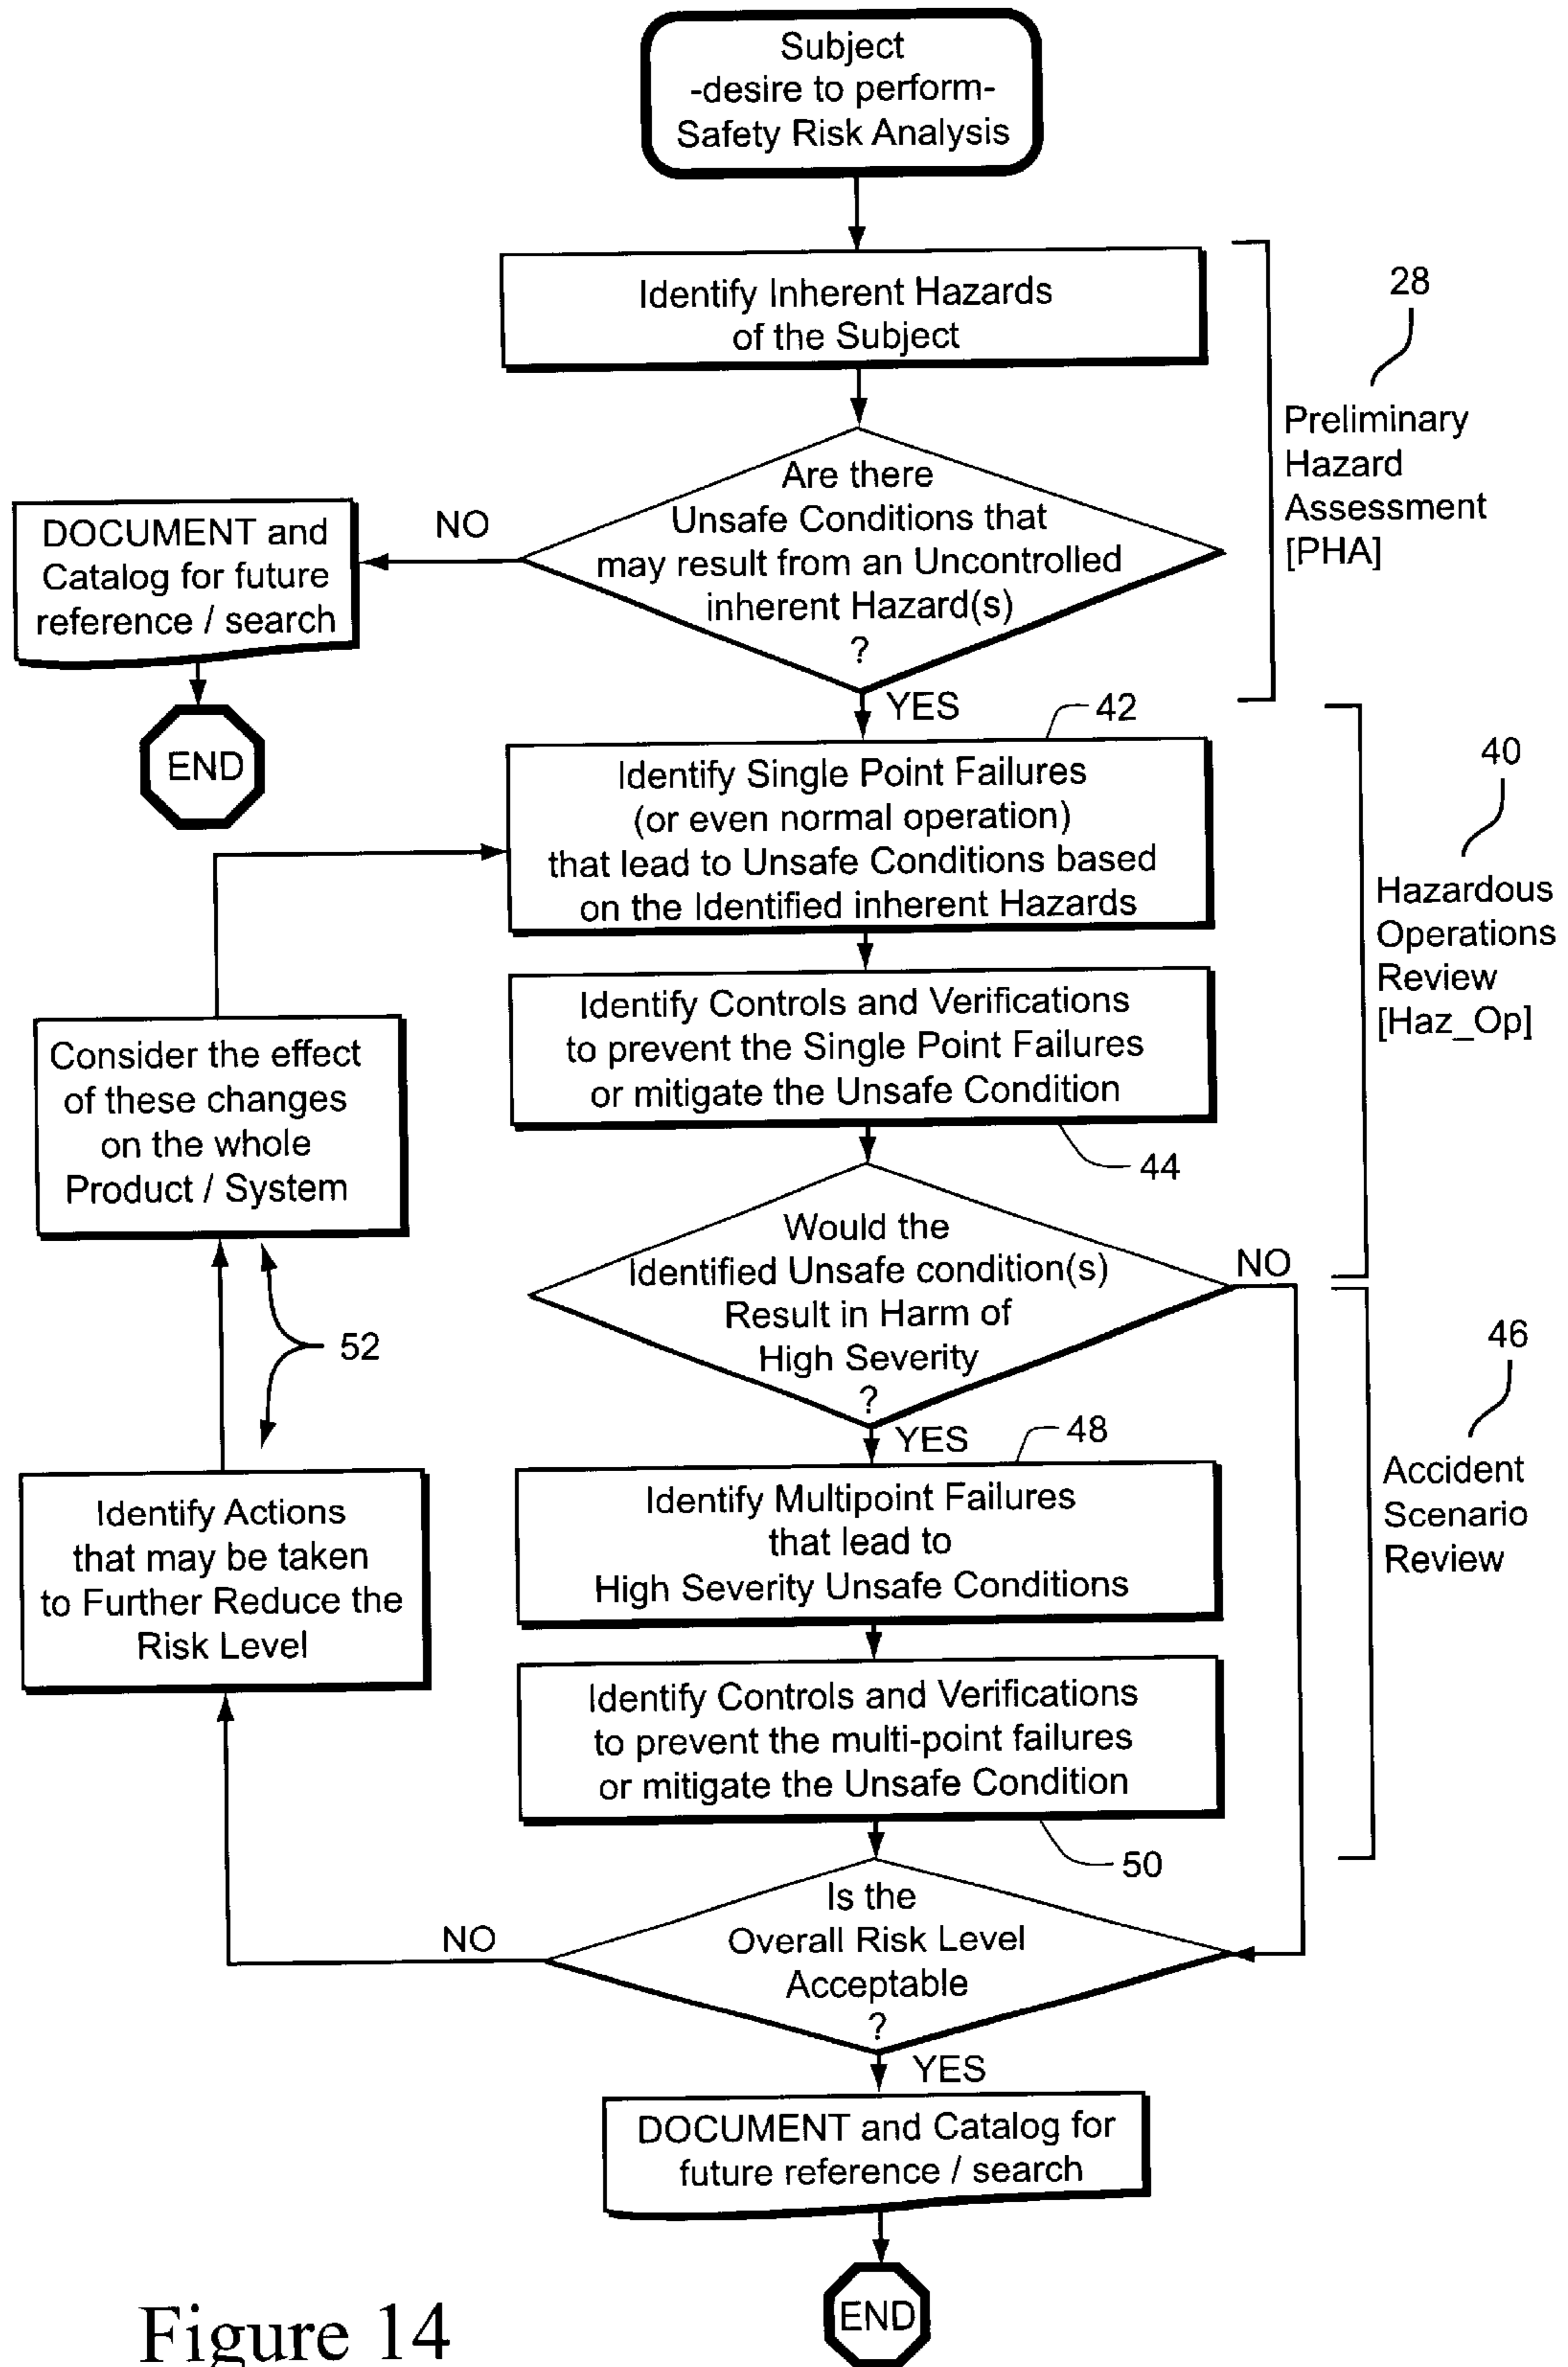 Subject
-desire to perform-
Safety Risk Analysis
Identify Inherent Hazards
of the Subject
28
Preliminary
Hazard
Assessment
[PHA]
Are there
Unsafe Conditions that
may result from an Uncontrolled
inherent Hazard(s)
?
NO
DOCUMENT and
Catalog for future
reference / search
END
YES
42
Identify Single Point Failures
(or even normal operation)
that lead to Unsafe Conditions based
on the Identified inherent Hazards
40
Hazardous
Operations
Review
[Haz_Op]
Identify Controls and Verifications
to prevent the Single Point Failures
or mitigate the Unsafe Condition
44
Consider the effect
of these changes
on the whole
Product / System
Would the
Identified Unsafe condition(s)
Result in Harm of
High Severity
?
NO
52
46
Accident
Scenario
Review
YES
48
Identify Multipoint Failures
that lead to
High Severity Unsafe Conditions
Identify Actions
that may be taken
to Further Reduce the
Risk Level
Identify Controls and Verifications
to prevent the multi-point failures
or mitigate the Unsafe Condition
50
Is the
Overall Risk Level
Acceptable
?
NO
YES
DOCUMENT and Catalog for
future reference / search
END
Figure 14